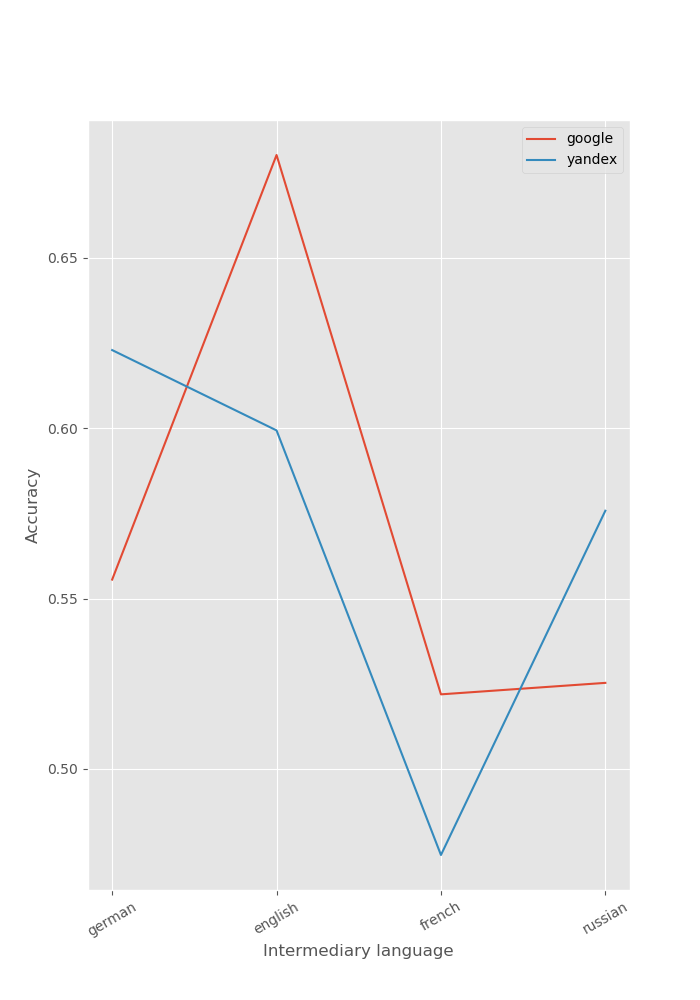 google
yandex
0.65
0.60
0.55
0.50
Accuracy
german
english
french
russian
Intermediary language